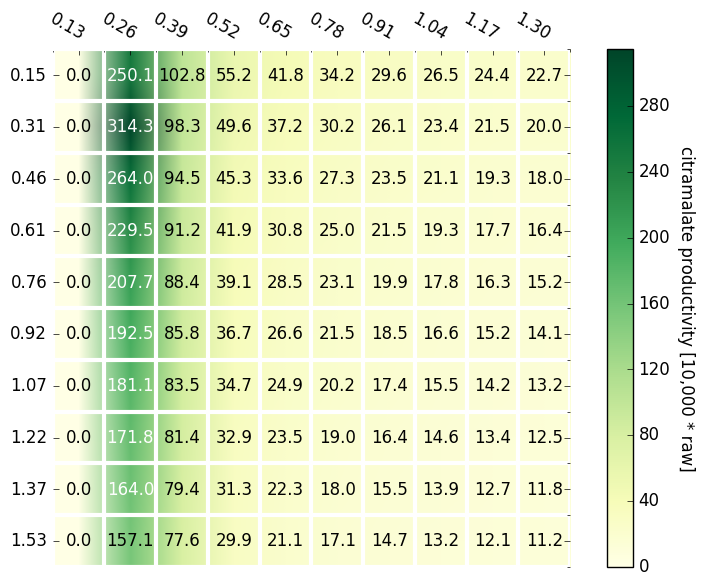 0.13 0.26 0.39 0.52 0.65 0.78 0.91 1.04 1.17 1.30
0.15 0.0 250.1 102.8 55.2 41.8 34.2 29.6 26.5 24.4 22.7
0.31 0.0 314.3 98.3 49.6 37.2 30.2 26.1 23.4 21.5 20.0
0.46 0.0 264.0 94.5 45.3 33.6 27.3 23.5 21.1 19.3 18.0
0.61 0.0 229.5 91.2 41.9 30.8 25.0 21.5 19.3 17.7 16.4
0.76 0.0 207.7 88.4 39.1 28.5 23.1 19.9 17.8 16.3 15.2
0.92 0.0 192.5 85.8 36.7 26.6 21.5 18.5 16.6 15.2 14.1
1.07 0.0 181.1 83.5 34.7 24.9 20.2 17.4 15.5 14.2 13.2
1.22 0.0 171.8 81.4 32.9 23.5 19.0 16.4 14.6 13.4 12.5
1.37 0.0 164.0 79.4 31.3 22.3 18.0 15.5 13.9 12.7 11.8
1.53 0.0 157.1 77.6 29.9 21.1 17.1 14.7 13.2 12.1 11.2
280
240
200
160
120
80
40
0
citramalate productivity [10,000 * raw]